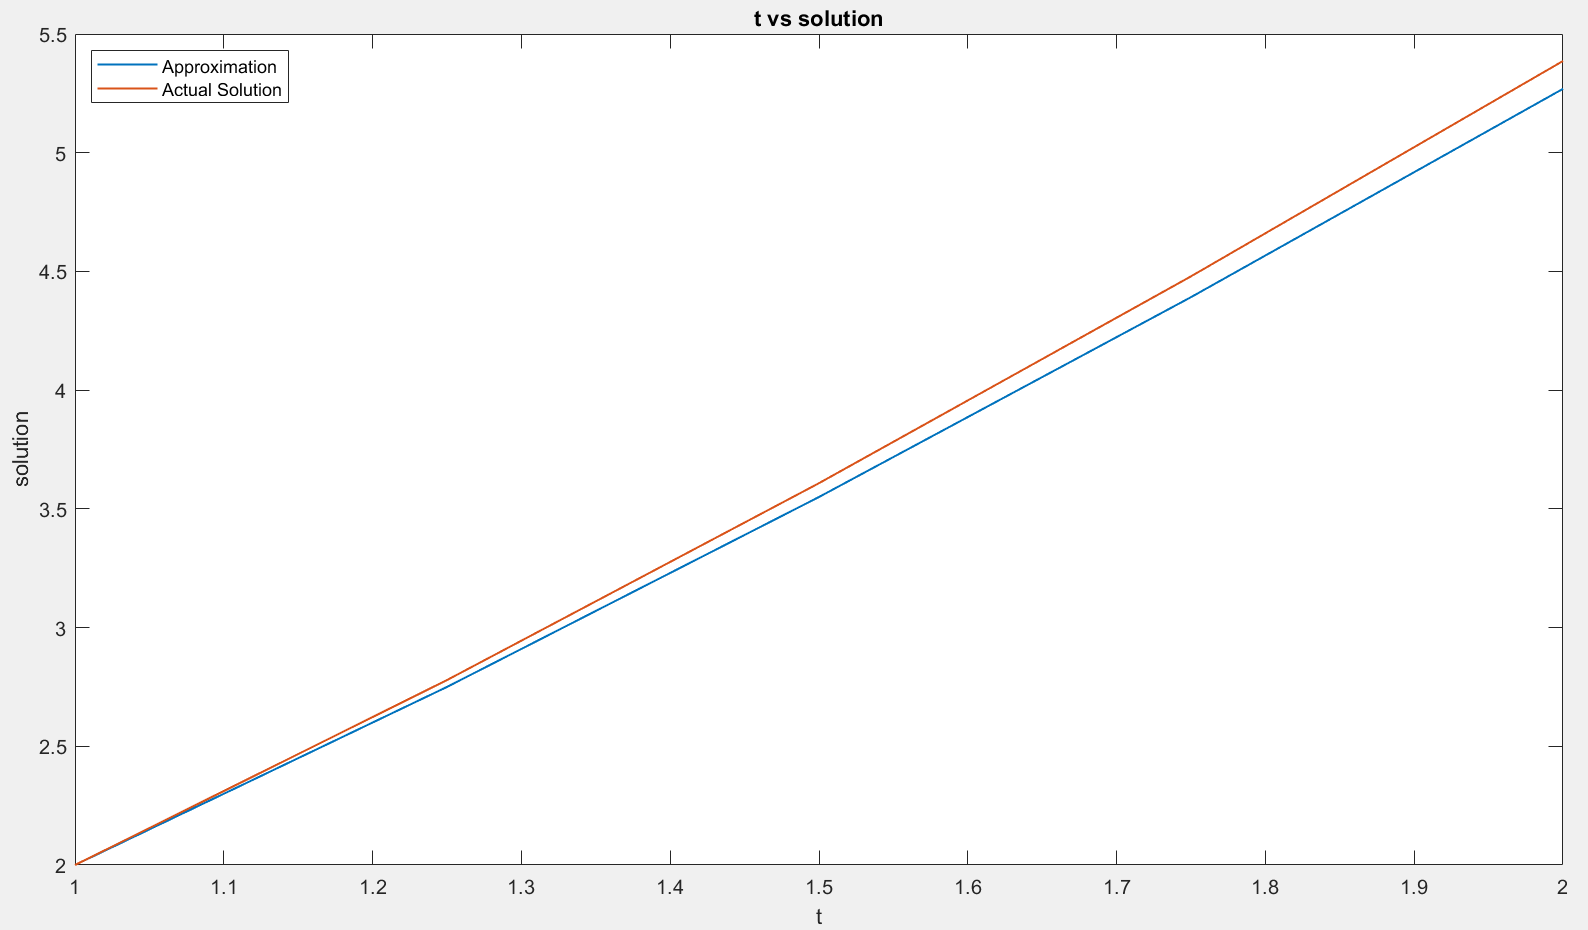 t vs solution
Approximation
Actual Solution
5.5
5
4.5
4
3.5
3
2.5
2
solution
1 1.1 1.2 1.3 1.4 1.5 1.6 1.7 1.8 1.9 2
t